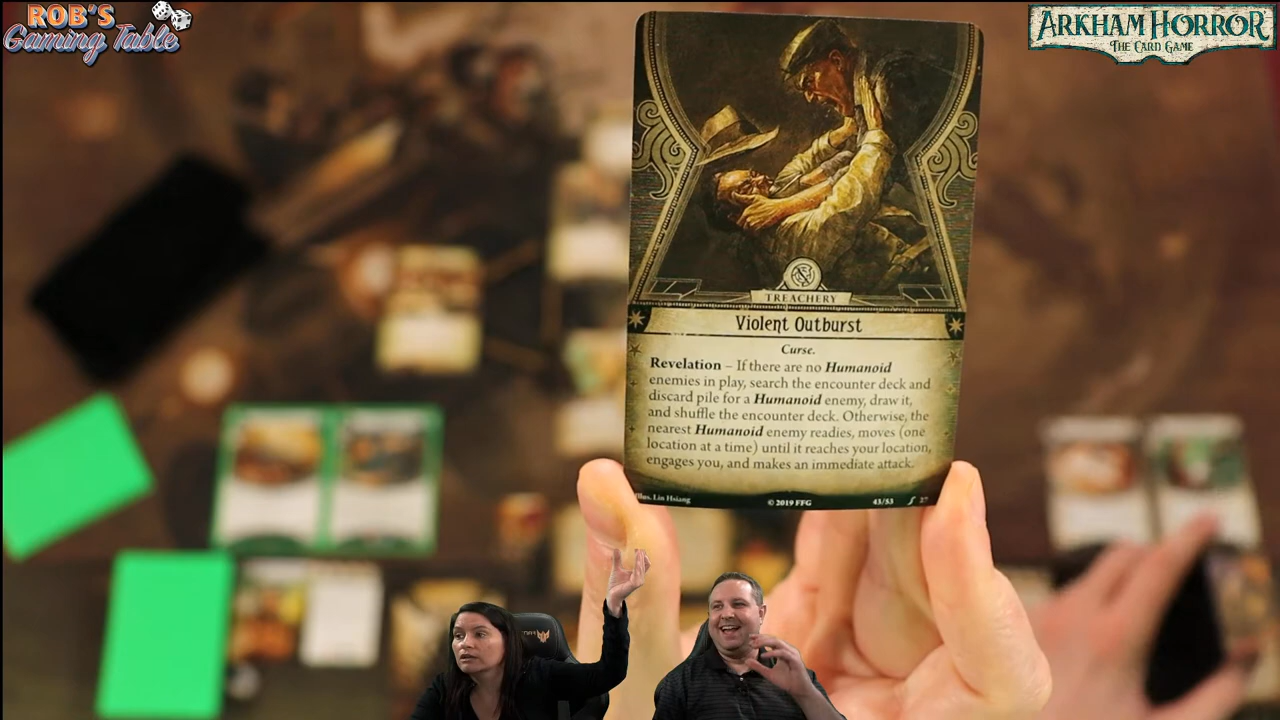 ROB'S
Gaming Table
ARKHAM HORROR
THE CARD GAME
TREACHERY
Violent Outburst
Curse.
Revelation – If there are no Humanoid
enemies in play, search the encounter deck and
discard pile for a Humanoid enemy, draw it,
and shuffle the encounter deck. Otherwise, the
nearest Humanoid enemy readies, moves (one
location at a time) until it reaches your location,
engages you, and makes an immediate attack.
Illus. Lin Hsiang
© 2019 FFG
43/53
37